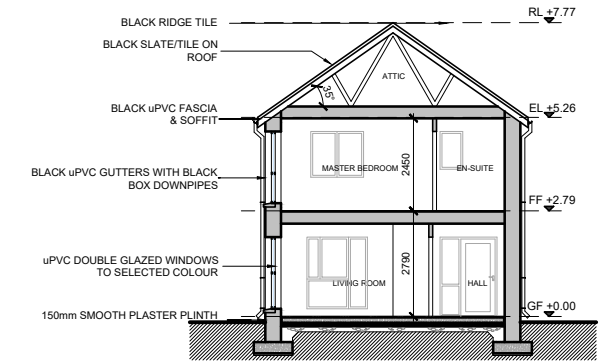 BLACK RIDGE TILE
RL +7.77
BLACK SLATE/TILE ON
ROOF
ATTIC
35°
BLACK uPVC FASCIA
& SOFFIT
EL +5.26
BLACK uPVC GUTTERS WITH BLACK
BOX DOWNPIPES
MASTER BEDROOM
2450
EN-SUITE
FF +2.79
uPVC DOUBLE GLAZED WINDOWS
TO SELECTED COLOUR
LIVING ROOM
2790
HALL
GF +0.00
150mm SMOOTH PLASTER PLINTH